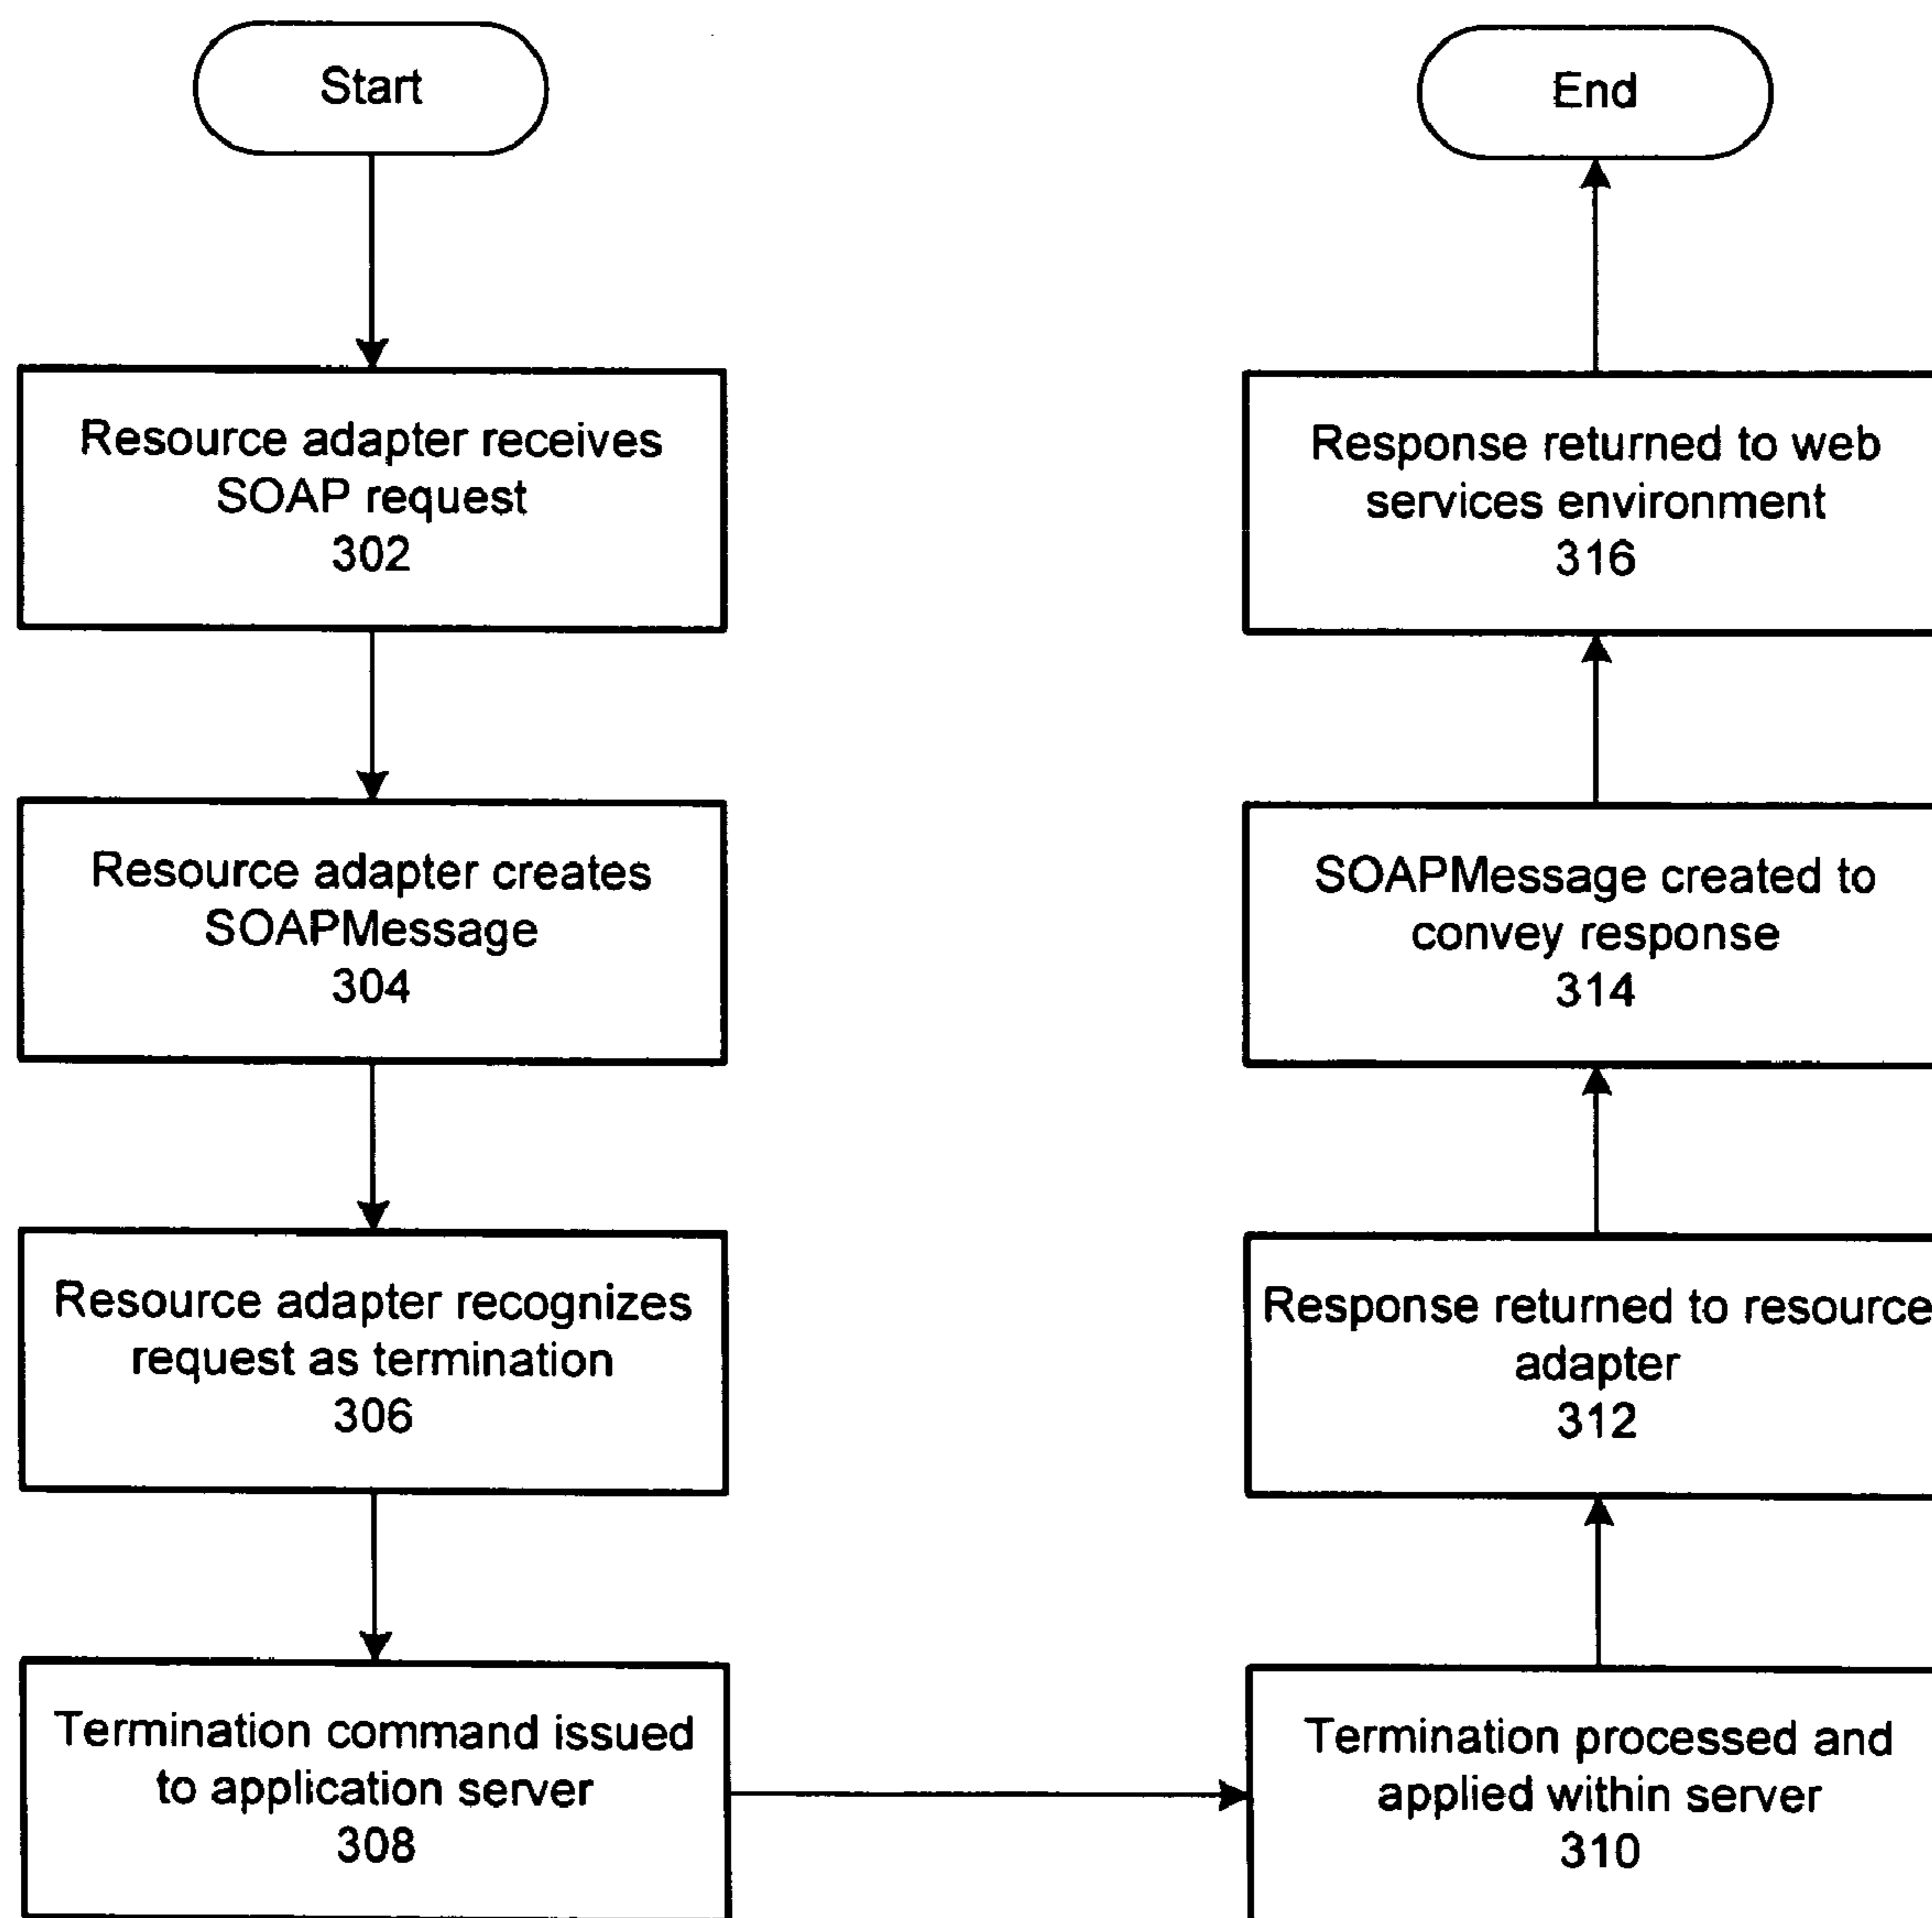 Start
Resource adapter receives
SOAP request
302
Resource adapter creates
SOAPMessage
304
Resource adapter recognizes
request as termination
306
Termination command issued
to application server
308
Termination processed and
applied within server
310
Response returned to resource
adapter
312
SOAPMessage created to
convey response
314
Response returned to web
services environment
316
End